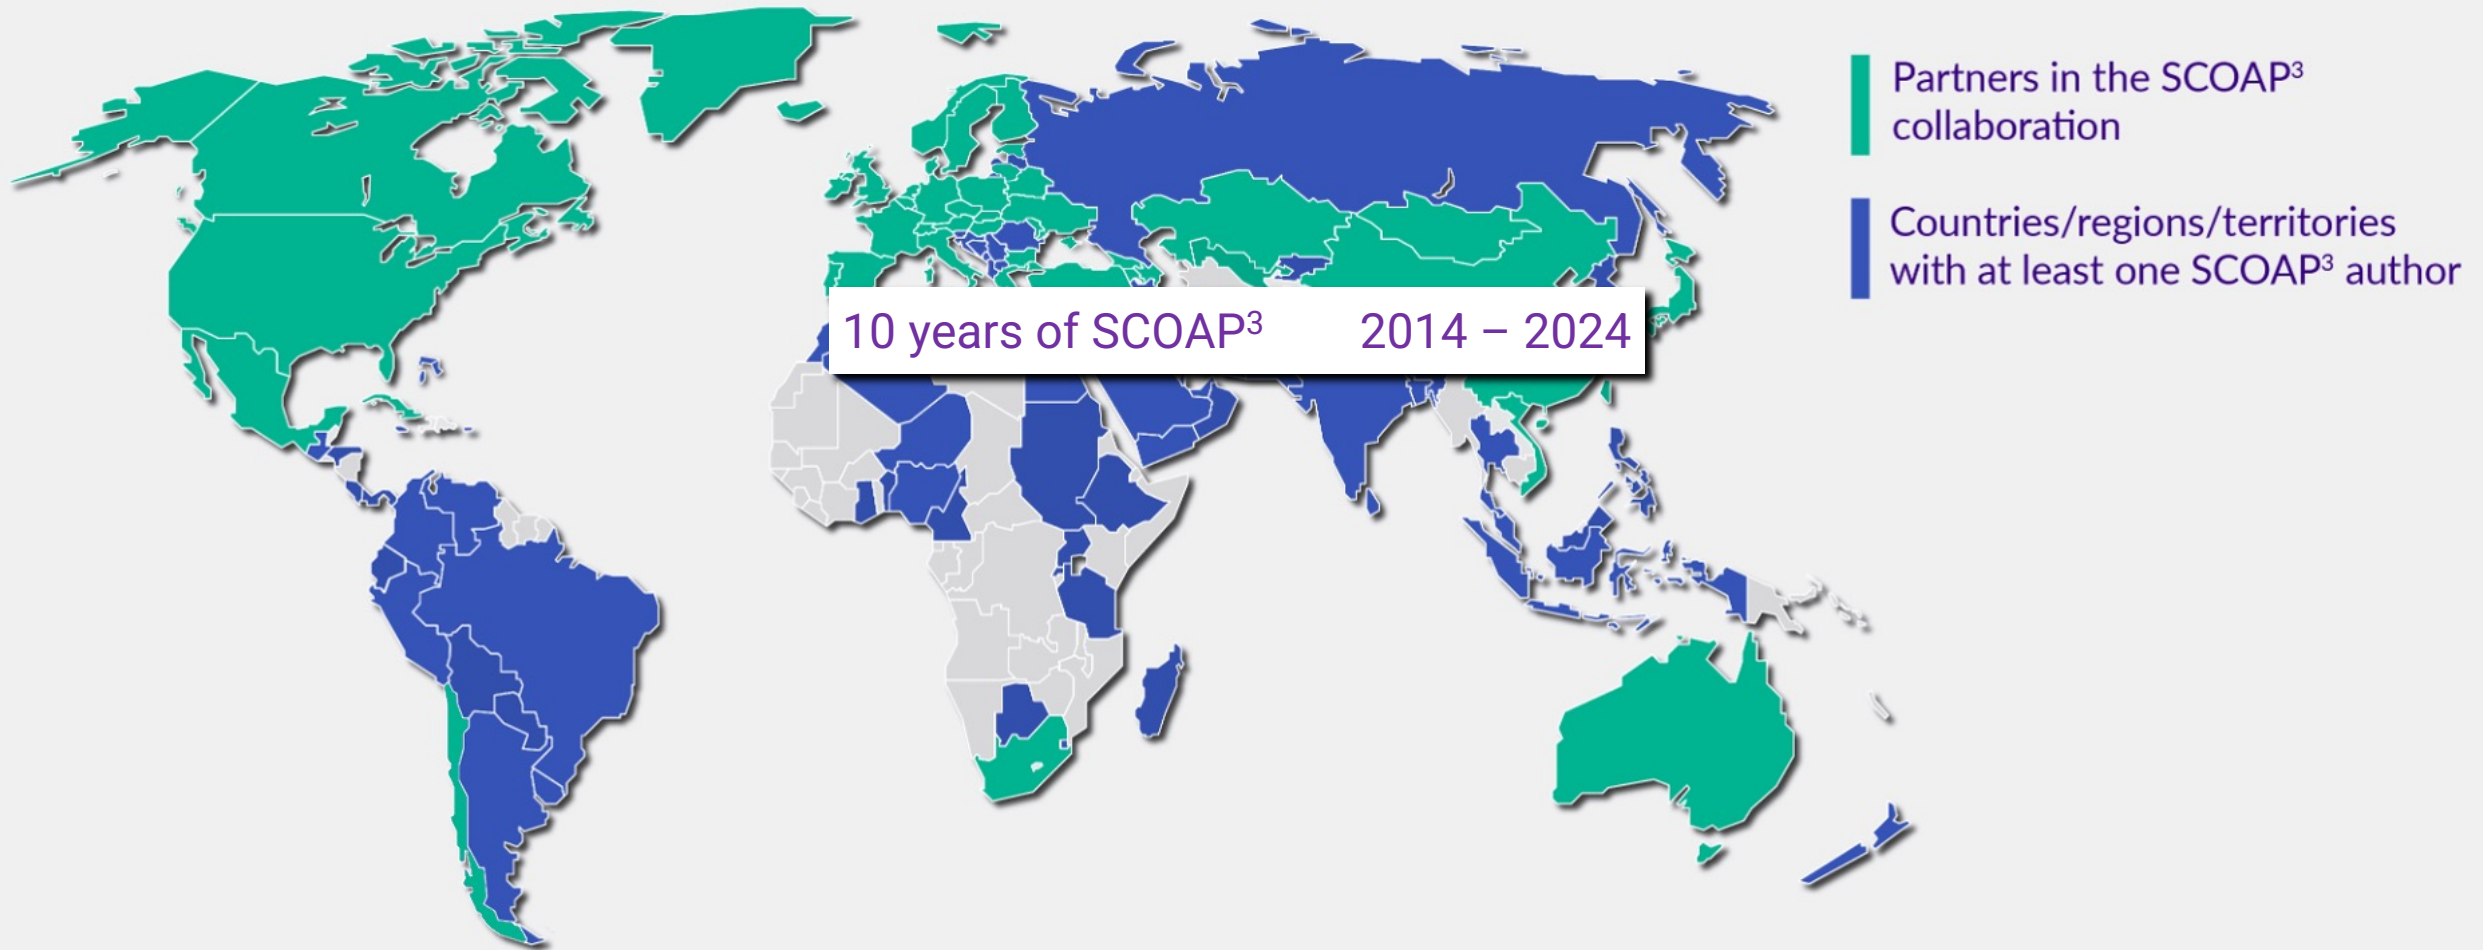 Partners in the SCOAP³
collaboration
Countries/regions/territories
with at least one SCOAP³ author
10 years of SCOAP³ 2014 – 2024